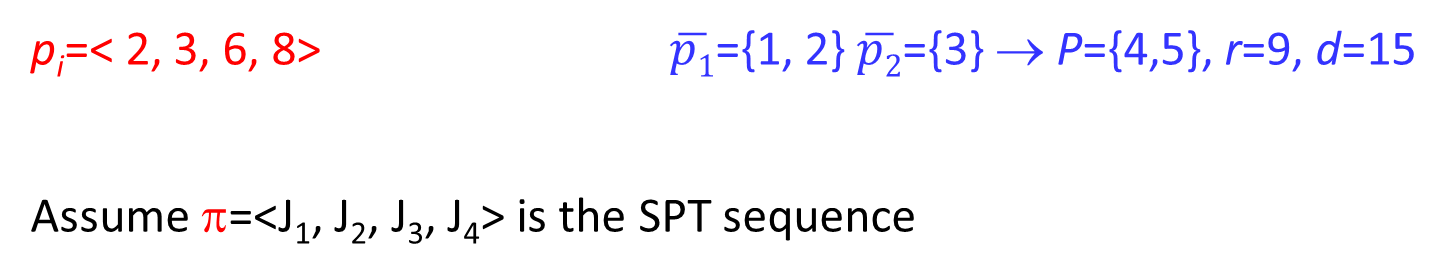 pᵢ=< 2, 3, 6, 8> p̅₁={1, 2} p̅₂={3} → P={4,5}, r=9, d=15
Assume π=<J₁, J₂, J₃, J₄> is the SPT sequence